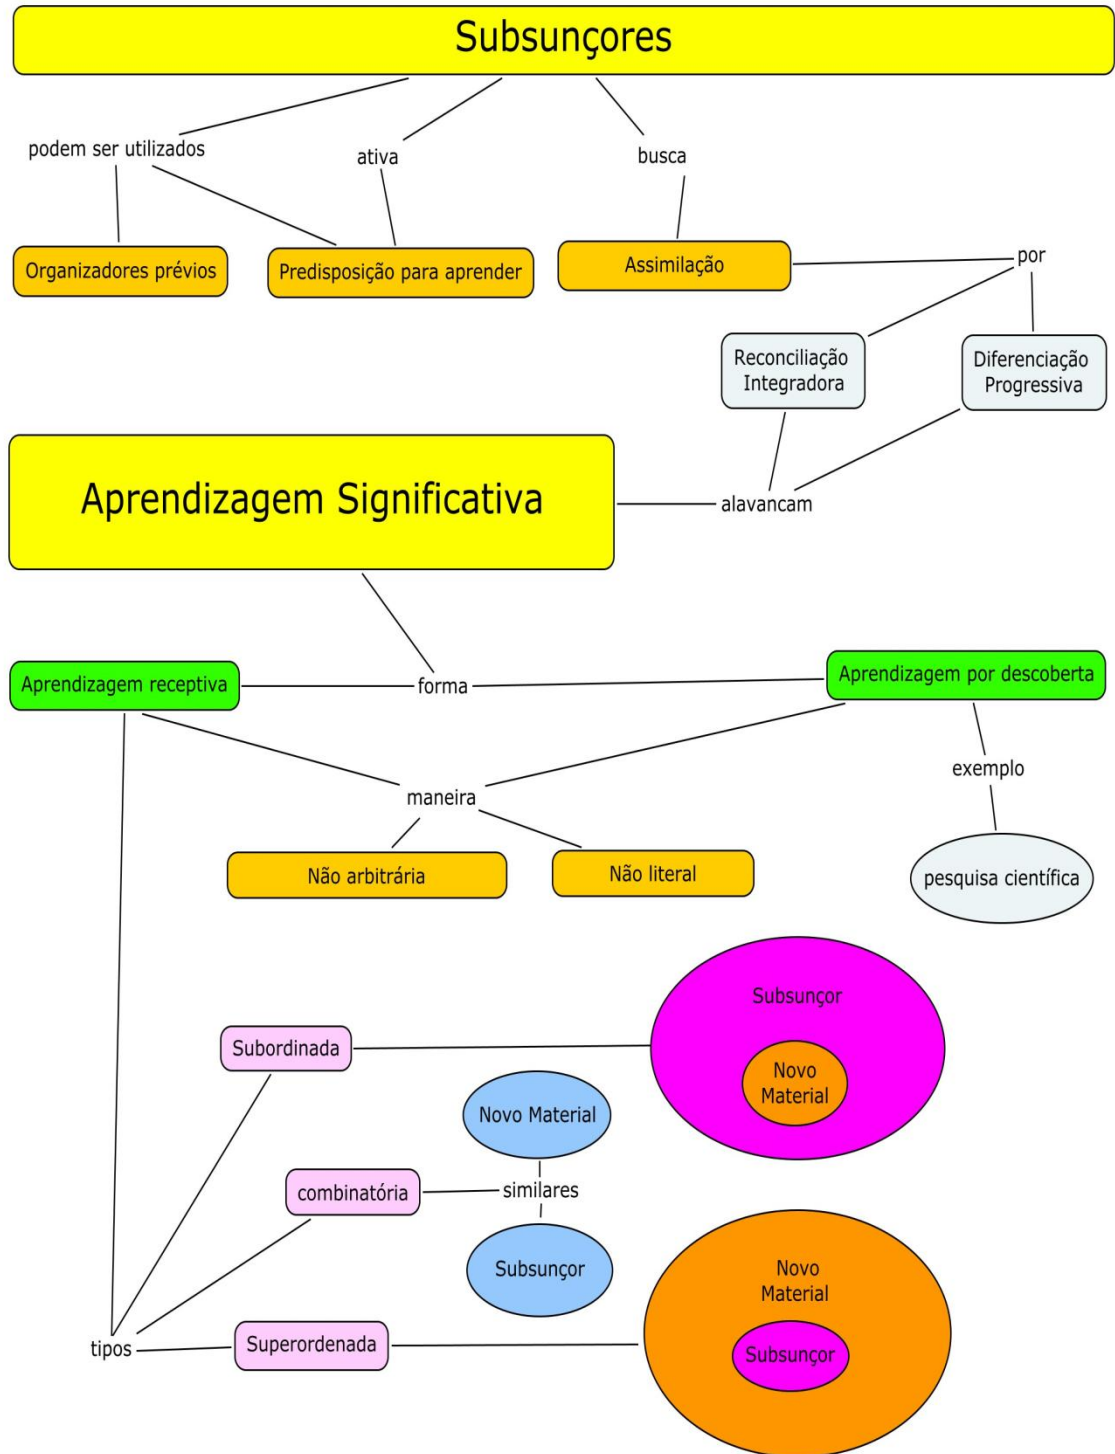 Subsunçores
podem ser utilizados
ativa
busca
Organizadores prévios
Predisposição para aprender
Assimilação
por
Reconciliação
Integradora
Diferenciação
Progressiva
Aprendizagem Significativa
alavancam
Aprendizagem receptiva
forma
Aprendizagem por descoberta
maneira
exemplo
Não arbitrária
Não literal
pesquisa científica
Subsunçor
Novo
Material
Subordinada
Novo Material
combinatória
similares
Subsunçor
Novo
Material
Subsunçor
tipos
Superordenada